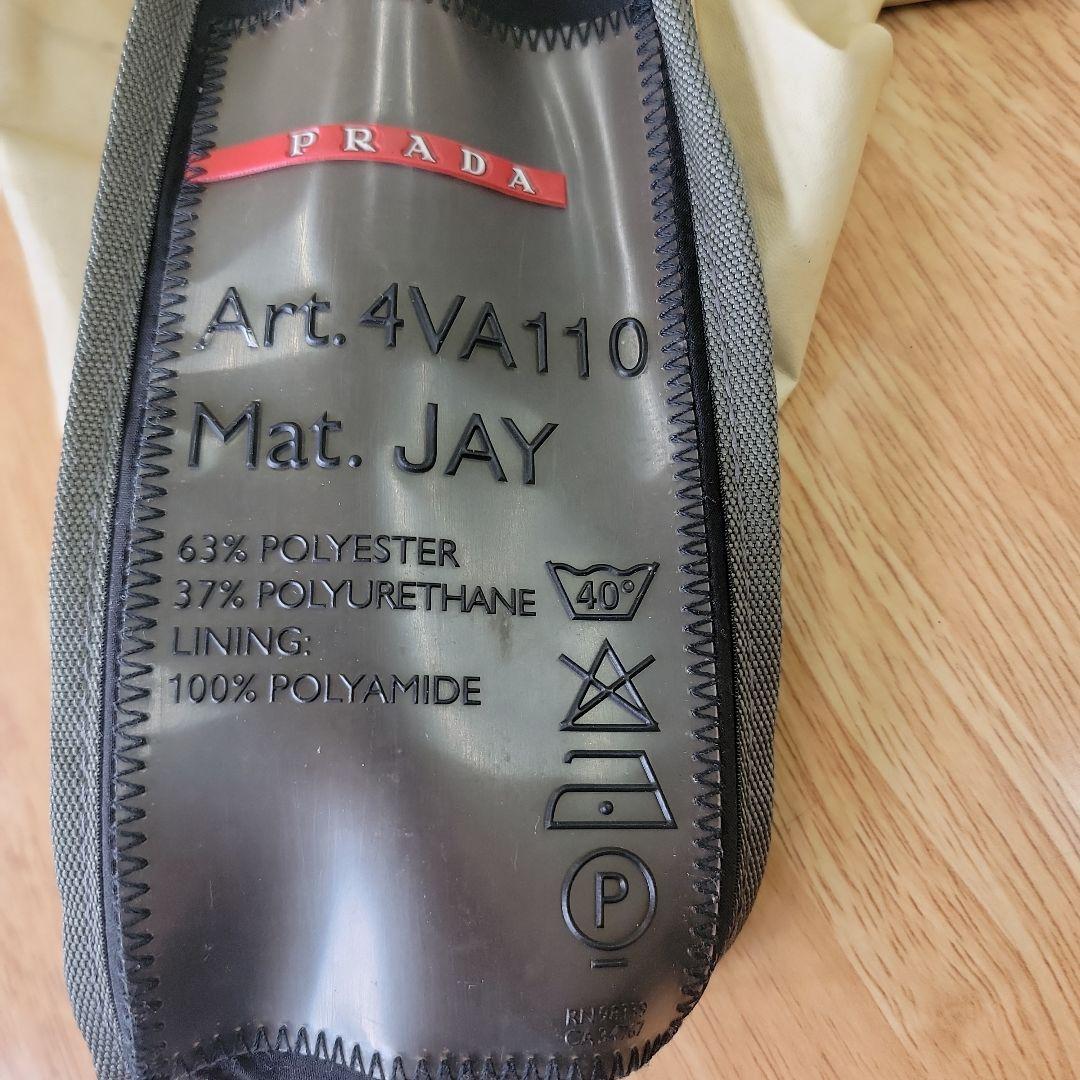 PRADA
Art. 4VA110
Mat. JAY
63% POLYESTER
37% POLYURETHANE
LINING:
100% POLYAMIDE
40°
P